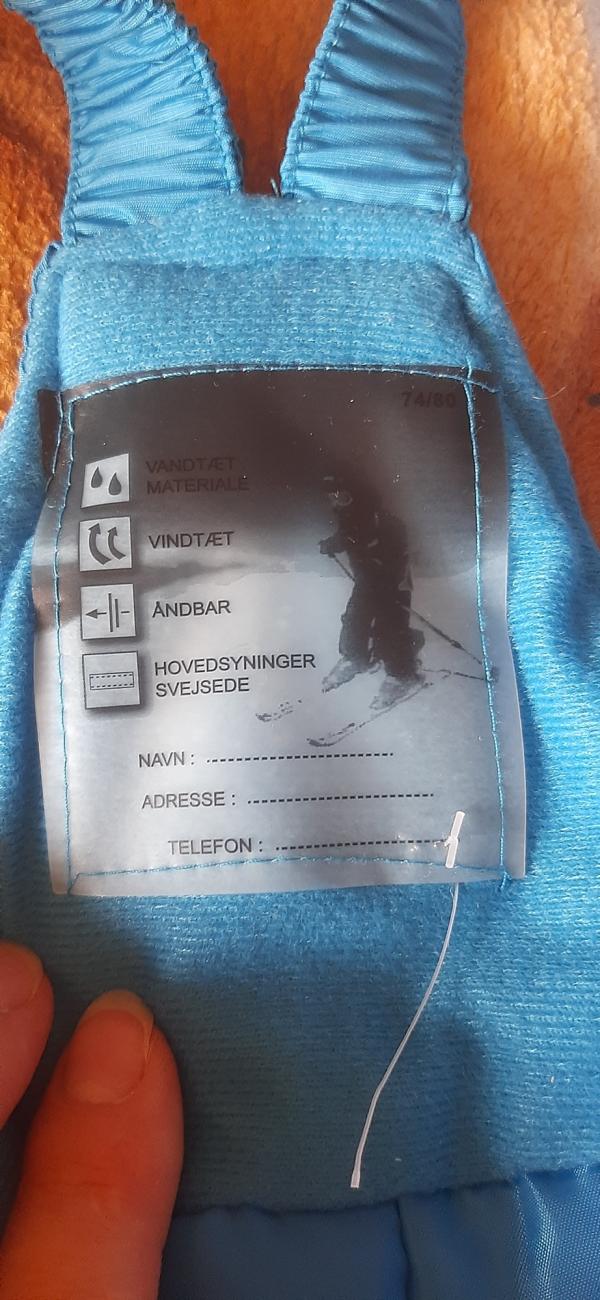 74/80
VANDTÆT
MATERIALE
VINDTÆT
ÅNDBAR
HOVEDSYNINGER
SVEJSEDE
NAVN :
ADRESSE :
TELEFON :